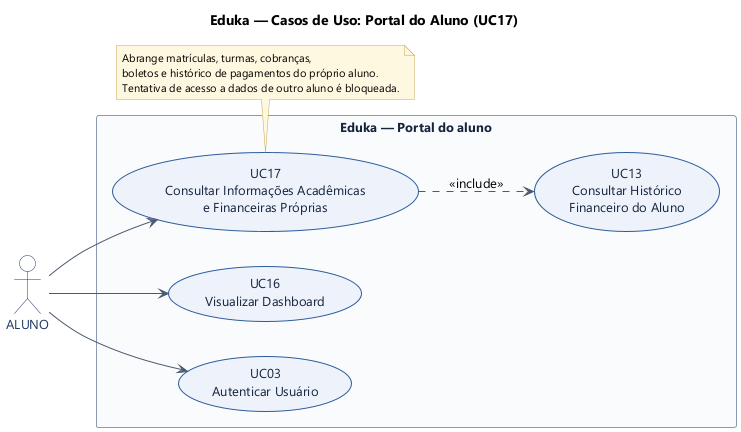 Eduka — Casos de Uso: Portal do Aluno (UC17)
Abrange matrículas, turmas, cobranças,
boletos e histórico de pagamentos do próprio aluno.
Tentativa de acesso a dados de outro aluno é bloqueada.
Eduka — Portal do aluno
UC17
Consultar Informações Acadêmicas
e Financeiras Próprias
«include»
UC13
Consultar Histórico
Financeiro do Aluno
UC16
Visualizar Dashboard
ALUNO
UC03
Autenticar Usuário